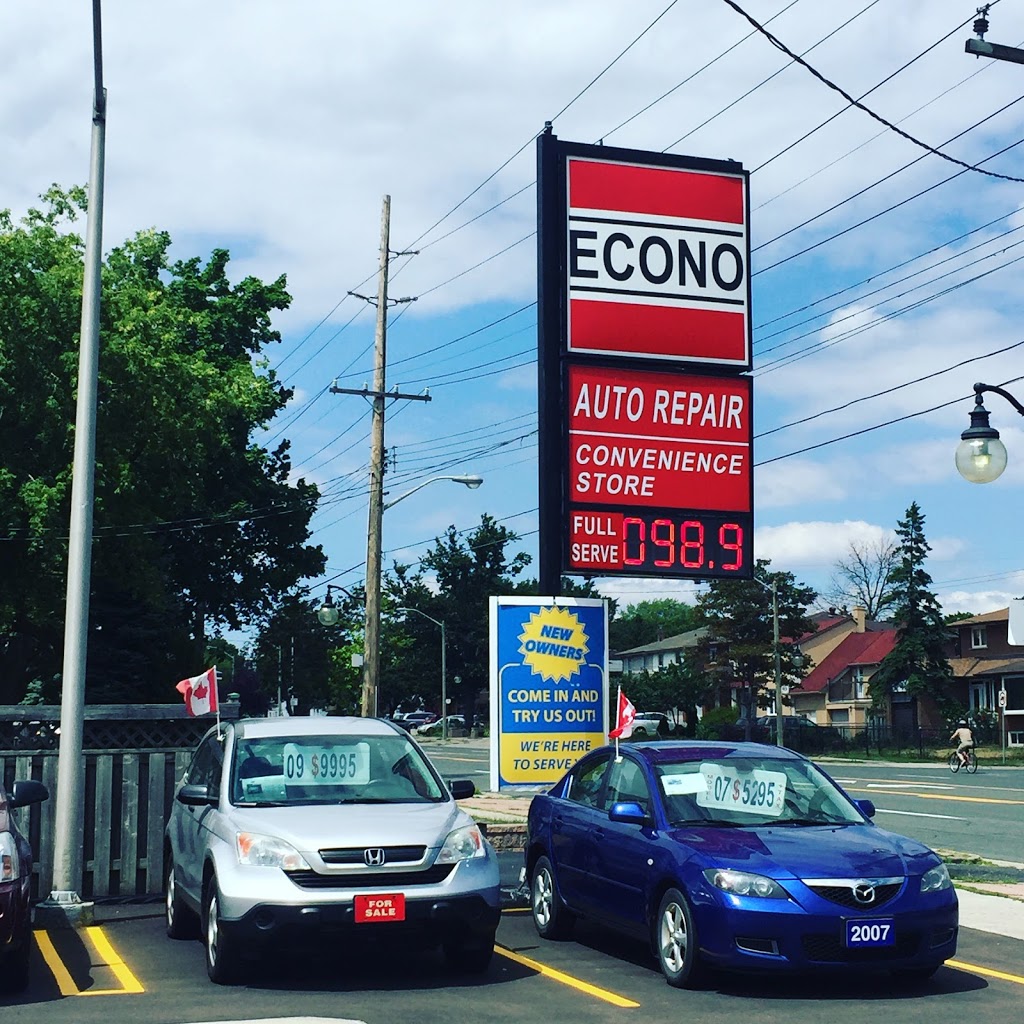 ECONO
AUTO REPAIR
CONVENIENCE
STORE
FULL
SERVE
098.9
NEW
OWNERS
COME IN AND
TRY US OUT!
WE'RE HERE
TO SERVE
09 $9995
07 $5295
FOR
SALE
2007